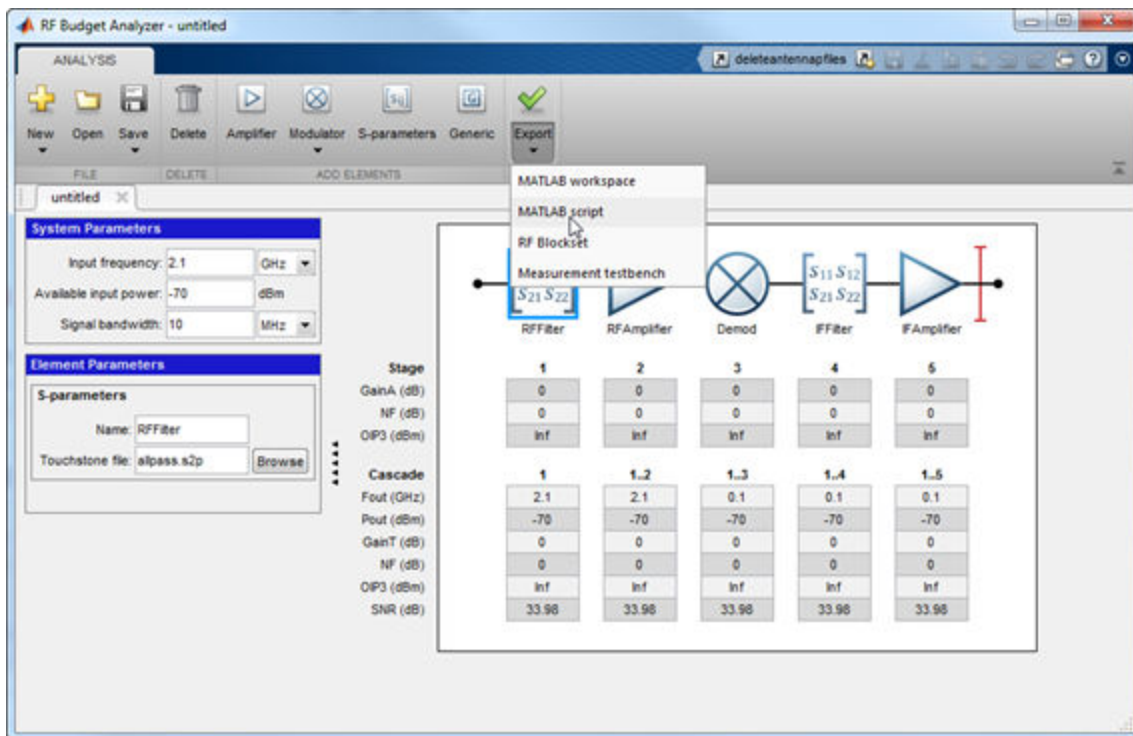 RF Budget Analyzer - untitled
ANALYSIS
deleteantennapfiles
New Open Save Delete Amplifier Modulator S-parameters Generic Export
FILE DELETE ADD ELEMENTS
MATLAB workspace
MATLAB script
RF Blockset
Measurement testbench
untitled
System Parameters
Input frequency: 2.1 GHz
Available input power: -70 dBm
Signal bandwidth: 10 MHz
Element Parameters
S-parameters
Name: RFFilter
Touchstone file: allpass.s2p Browse
S21 S22
S11 S12
S21 S22
RFFilter RFAmplifier Demod IFFilter IFAmplifier
Stage 1 2 3 4 5
GainA (dB) 0 0 0 0 0
NF (dB) 0 0 0 0 0
OIP3 (dBm) Inf Inf Inf Inf Inf
Cascade 1 1..2 1..3 1..4 1..5
Fout (GHz) 2.1 2.1 0.1 0.1 0.1
Pout (dBm) -70 -70 -70 -70 -70
GainT (dB) 0 0 0 0 0
NF (dB) 0 0 0 0 0
OIP3 (dBm) Inf Inf Inf Inf Inf
SNR (dB) 33.98 33.98 33.98 33.98 33.98